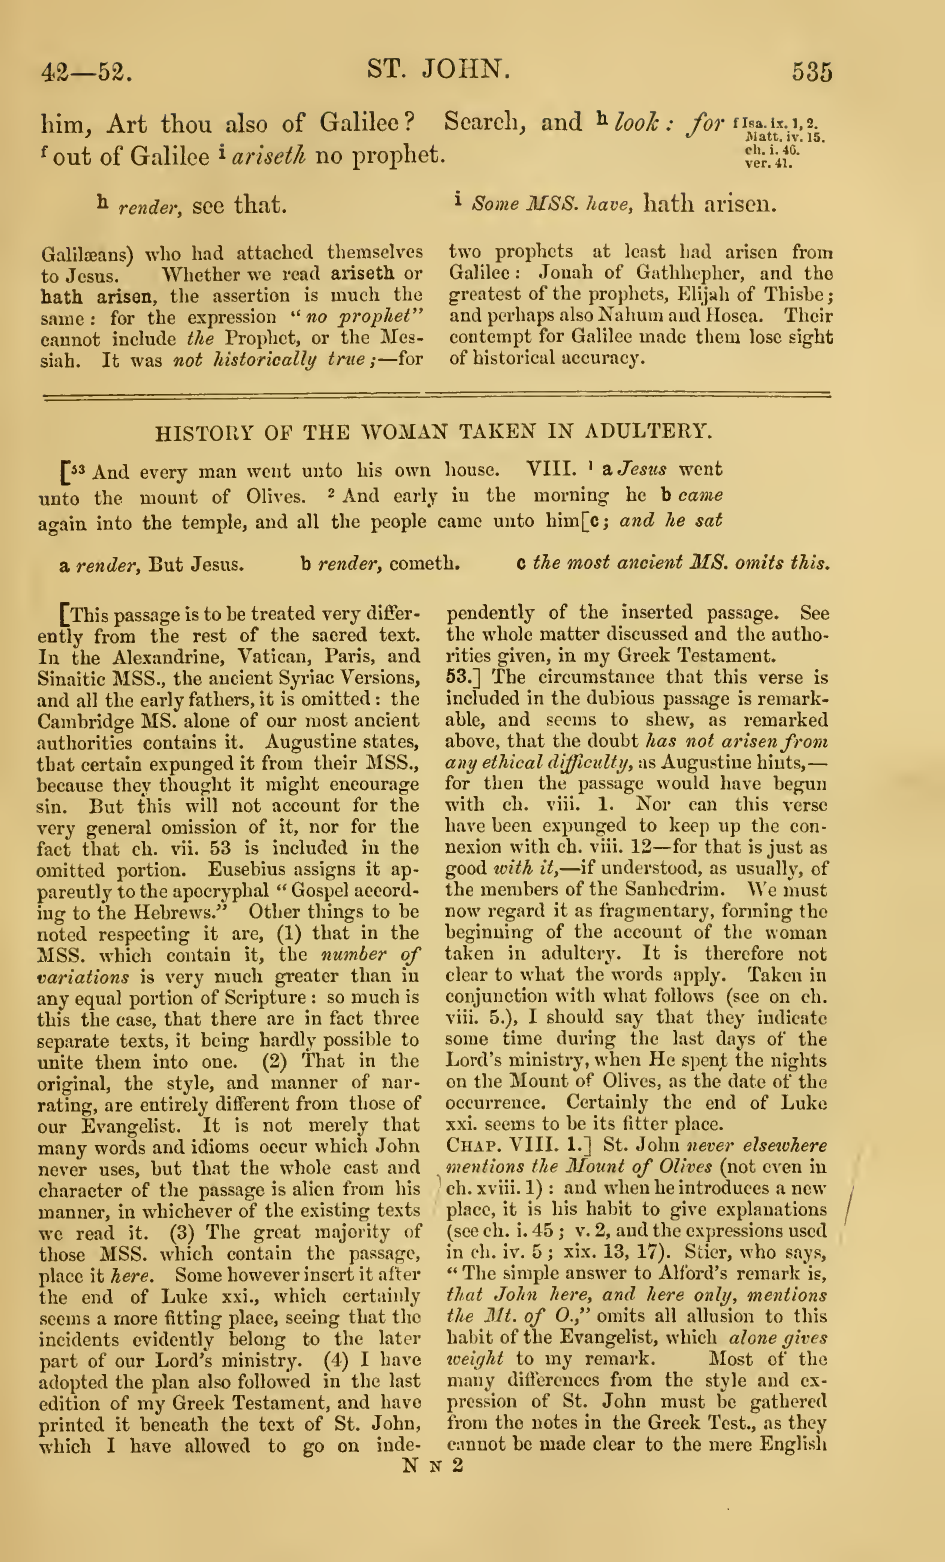 42—52.
ST. JOHN.
535
him, Art thou also of Galilee? Search, and h look: for
f out of Galilee i ariseth no prophet.
f Isa. ix. 1, 2.
Matt. iv. 15.
ch. i. 46.
ver. 41.
h render, see that.
i Some MSS. have, hath arisen.
Galilæans) who had attached themselves
to Jesus. Whether we read ariseth or
hath arisen, the assertion is much the
same: for the expression "no prophet"
cannot include the Prophet, or the Mes-
siah. It was not historically true;—for
two prophets at least had arisen from
Galilee: Jonah of Gathhepher, and the
greatest of the prophets, Elijah of Thisbe;
and perhaps also Nahum and Hosea. Their
contempt for Galilee made them lose sight
of historical accuracy.
HISTORY OF THE WOMAN TAKEN IN ADULTERY.
[53 And every man went unto his own house. VIII. 1 a Jesus went
unto the mount of Olives. 2 And early in the morning he b came
again into the temple, and all the people came unto him[c; and he sat
a render, But Jesus.
b render, cometh.
c the most ancient MS. omits this.
[This passage is to be treated very differ-
ently from the rest of the sacred text.
In the Alexandrine, Vatican, Paris, and
Sinaitic MSS., the ancient Syriac Versions,
and all the early fathers, it is omitted: the
Cambridge MS. alone of our most ancient
authorities contains it. Augustine states,
that certain expunged it from their MSS.,
because they thought it might encourage
sin. But this will not account for the
very general omission of it, nor for the
fact that ch. vii. 53 is included in the
omitted portion. Eusebius assigns it ap-
parently to the apocryphal "Gospel accord-
ing to the Hebrews." Other things to be
noted respecting it are, (1) that in the
MSS. which contain it, the number of
variations is very much greater than in
any equal portion of Scripture: so much is
this the case, that there are in fact three
separate texts, it being hardly possible to
unite them into one. (2) That in the
original, the style, and manner of nar-
rating, are entirely different from those of
our Evangelist. It is not merely that
many words and idioms occur which John
never uses, but that the whole cast and
character of the passage is alien from his
manner, in whichever of the existing texts
we read it. (3) The great majority of
those MSS. which contain the passage,
place it here. Some however insert it after
the end of Luke xxi., which certainly
seems a more fitting place, seeing that the
incidents evidently belong to the later
part of our Lord's ministry. (4) I have
adopted the plan also followed in the last
edition of my Greek Testament, and have
printed it beneath the text of St. John,
which I have allowed to go on inde-
pendently of the inserted passage. See
the whole matter discussed and the autho-
rities given, in my Greek Testament.
53.] The circumstance that this verse is
included in the dubious passage is remark-
able, and seems to shew, as remarked
above, that the doubt has not arisen from
any ethical difficulty, as Augustine hints,—
for then the passage would have begun
with ch. viii. 1. Nor can this verse
have been expunged to keep up the con-
nexion with ch. viii. 12—for that is just as
good with it,—if understood, as usually, of
the members of the Sanhedrim. We must
now regard it as fragmentary, forming the
beginning of the account of the woman
taken in adultery. It is therefore not
clear to what the words apply. Taken in
conjunction with what follows (see on ch.
viii. 5.), I should say that they indicate
some time during the last days of the
Lord's ministry, when He spent the nights
on the Mount of Olives, as the date of the
occurrence. Certainly the end of Luke
xxi. seems to be its fitter place.
CHAP. VIII. 1.] St. John never elsewhere
mentions the Mount of Olives (not even in
ch. xviii. 1): and when he introduces a new
place, it is his habit to give explanations
(see ch. i. 45; v. 2, and the expressions used
in ch. iv. 5; xix. 13, 17). Stier, who says,
"The simple answer to Alford's remark is,
that John here, and here only, mentions
the Mt. of O.," omits all allusion to this
habit of the Evangelist, which alone gives
weight to my remark. Most of the
many differences from the style and ex-
pression of St. John must be gathered
from the notes in the Greek Test., as they
cannot be made clear to the mere English
N N 2